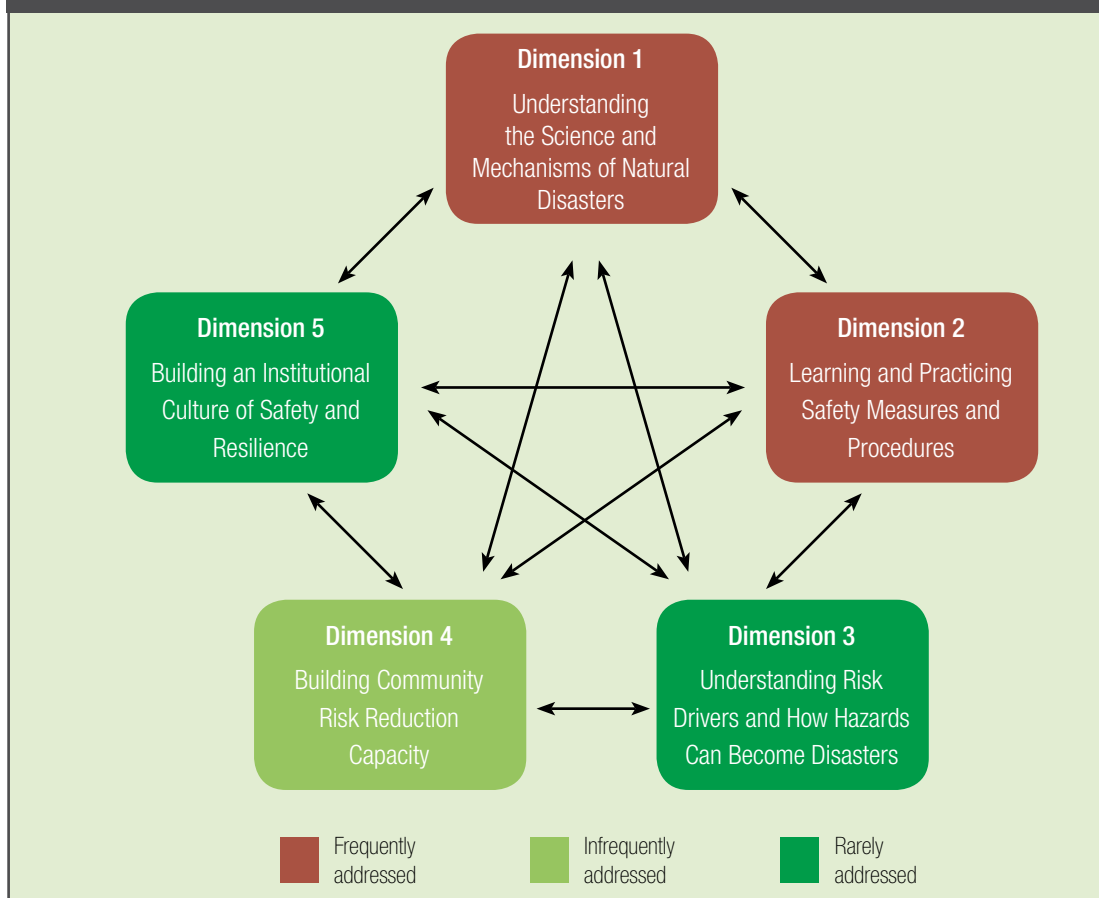 Dimension 1
Understanding
the Science and
Mechanisms of Natural
Disasters
Dimension 5
Building an Institutional
Culture of Safety and
Resilience
Dimension 2
Learning and Practicing
Safety Measures and
Procedures
Dimension 4
Building Community
Risk Reduction
Capacity
Dimension 3
Understanding Risk
Drivers and How Hazards
Can Become Disasters
Frequently
addressed
Infrequently
addressed
Rarely
addressed